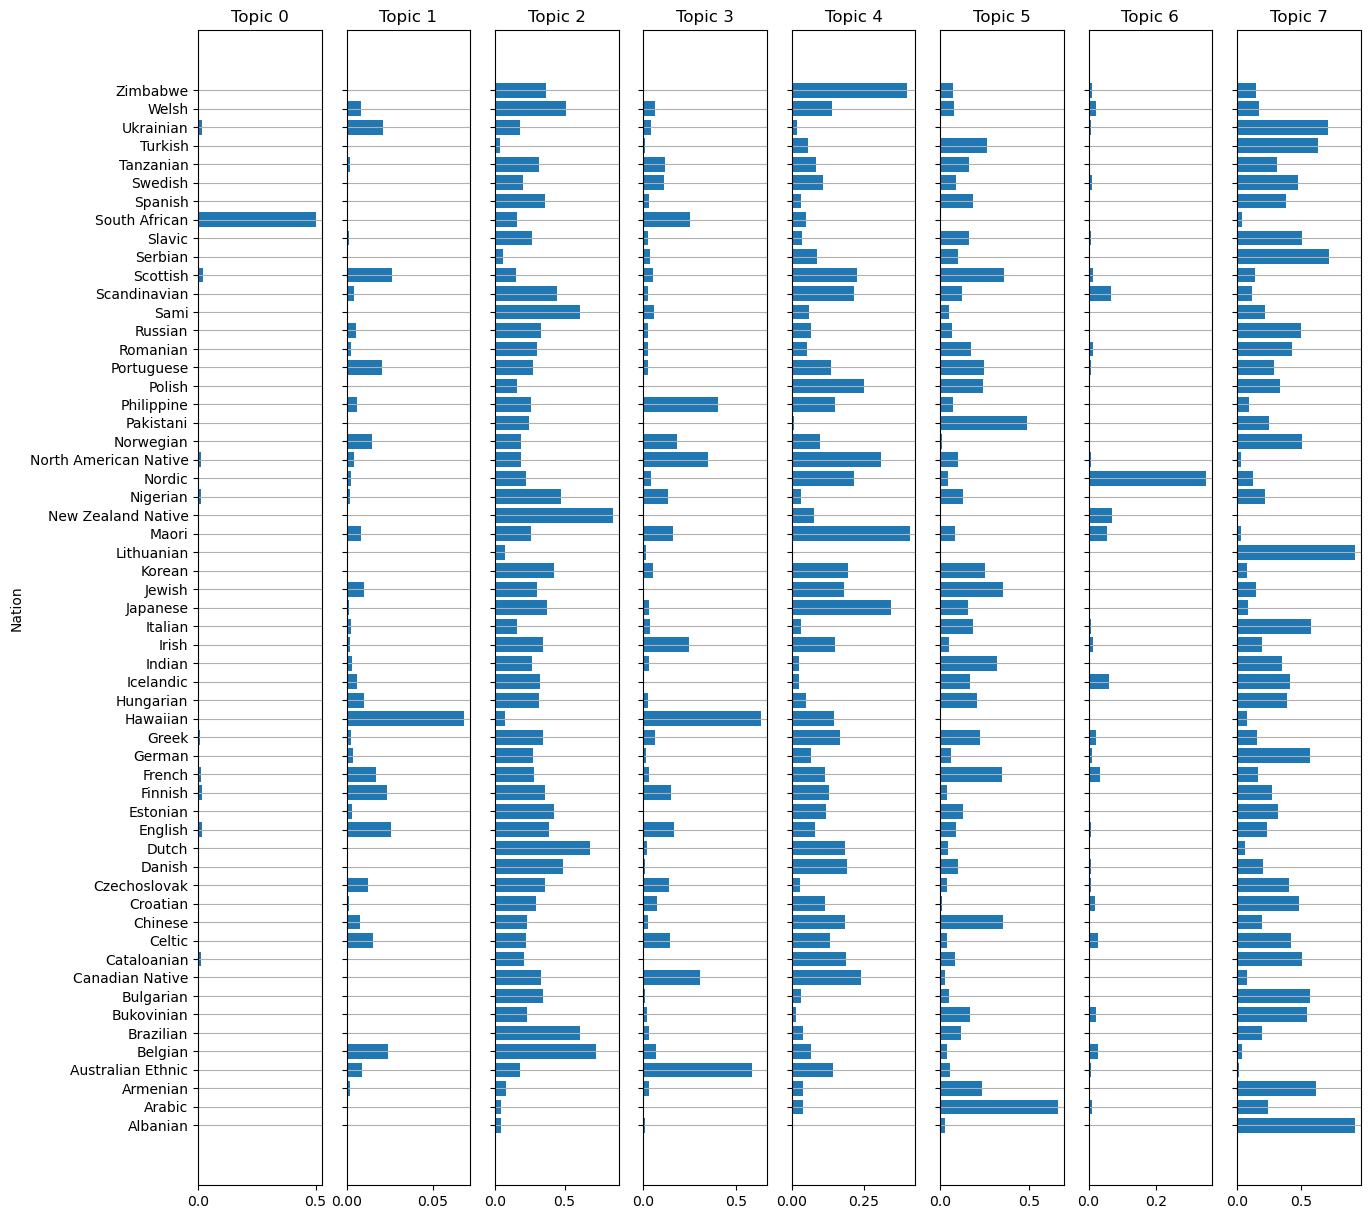 Topic 0 Topic 1 Topic 2 Topic 3 Topic 4 Topic 5 Topic 6 Topic 7
Zimbabwe
Welsh
Ukrainian
Turkish
Tanzanian
Swedish
Spanish
South African
Slavic
Serbian
Scottish
Scandinavian
Sami
Russian
Romanian
Portuguese
Polish
Philippine
Pakistani
Norwegian
North American Native
Nordic
Nigerian
New Zealand Native
Maori
Lithuanian
Korean
Jewish
Japanese
Italian
Irish
Indian
Icelandic
Hungarian
Hawaiian
Greek
German
French
Finnish
Estonian
English
Dutch
Danish
Czechoslovak
Croatian
Chinese
Celtic
Cataloanian
Canadian Native
Bulgarian
Bukovinian
Brazilian
Belgian
Australian Ethnic
Armenian
Arabic
Albanian
Nation
0.0 0.5 0.00 0.05 0.0 0.5 0.0 0.5 0.00 0.25 0.0 0.5 0.0 0.2 0.0 0.5